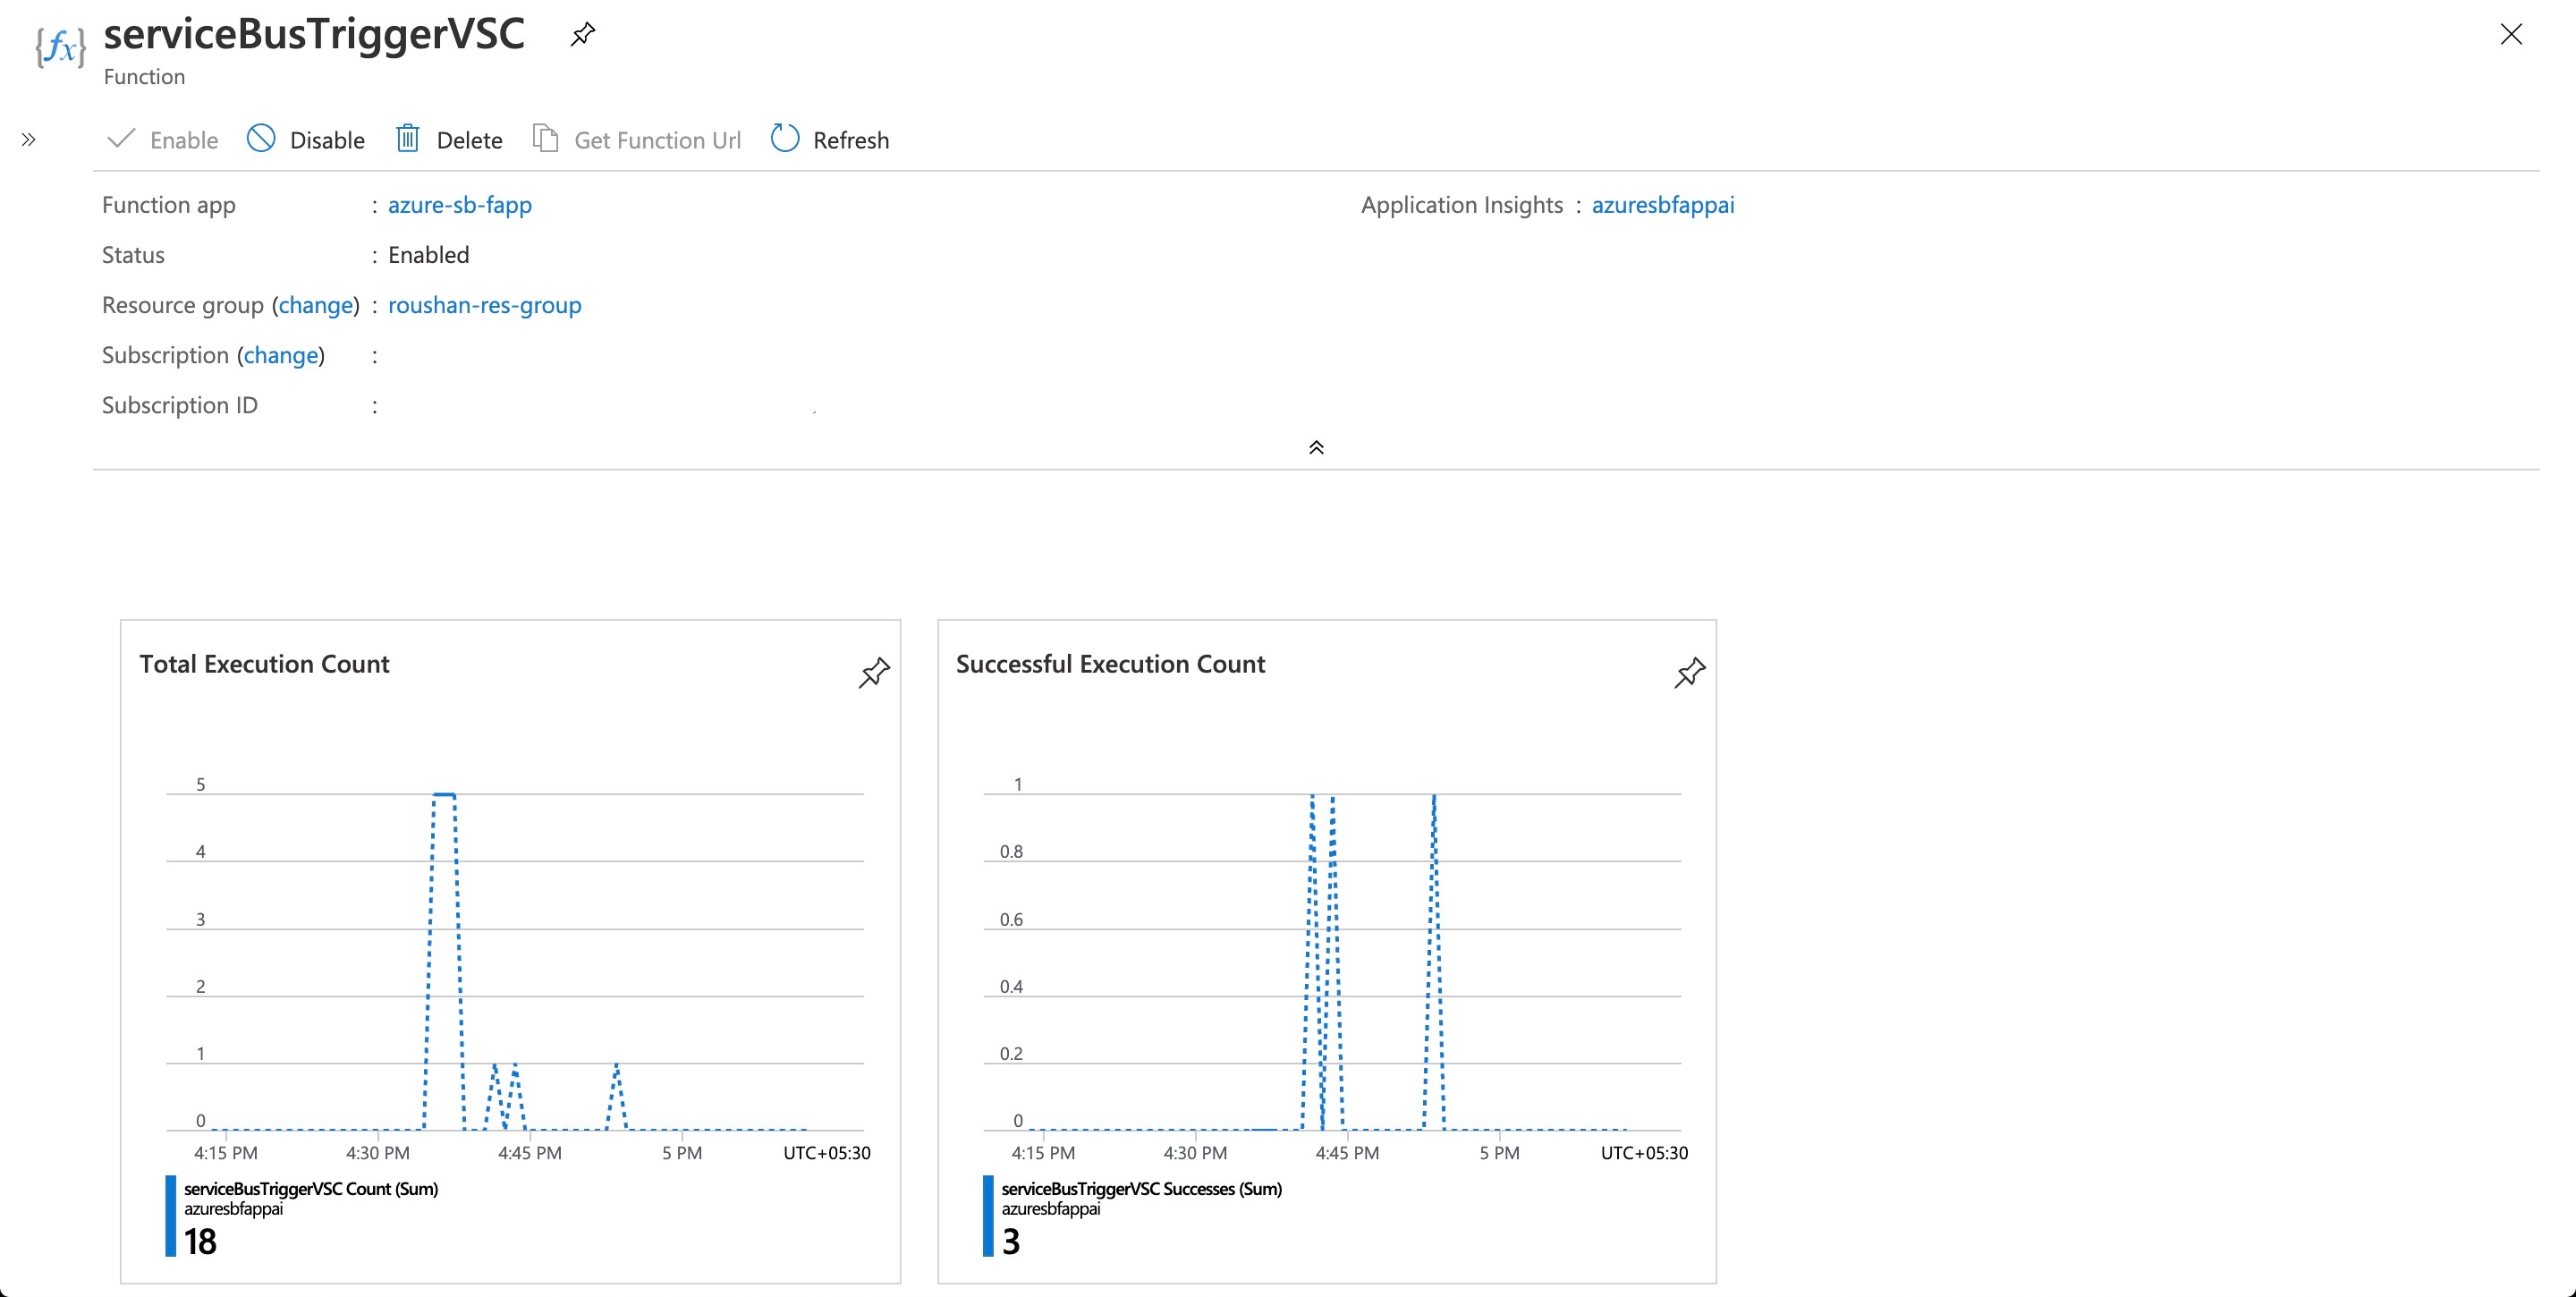 {fx} serviceBusTriggerVSC
Function
Enable Disable Delete Get Function Url Refresh
Function app : azure-sb-fapp
Application Insights : azuresbfappai
Status : Enabled
Resource group (change) : roushan-res-group
Subscription (change) :
Subscription ID :
Total Execution Count
5
4
3
2
1
0
4:15 PM 4:30 PM 4:45 PM 5 PM UTC+05:30
serviceBusTriggerVSC Count (Sum)
azuresbfappai
18
Successful Execution Count
1
0.8
0.6
0.4
0.2
0
4:15 PM 4:30 PM 4:45 PM 5 PM UTC+05:30
serviceBusTriggerVSC Successes (Sum)
azuresbfappai
3